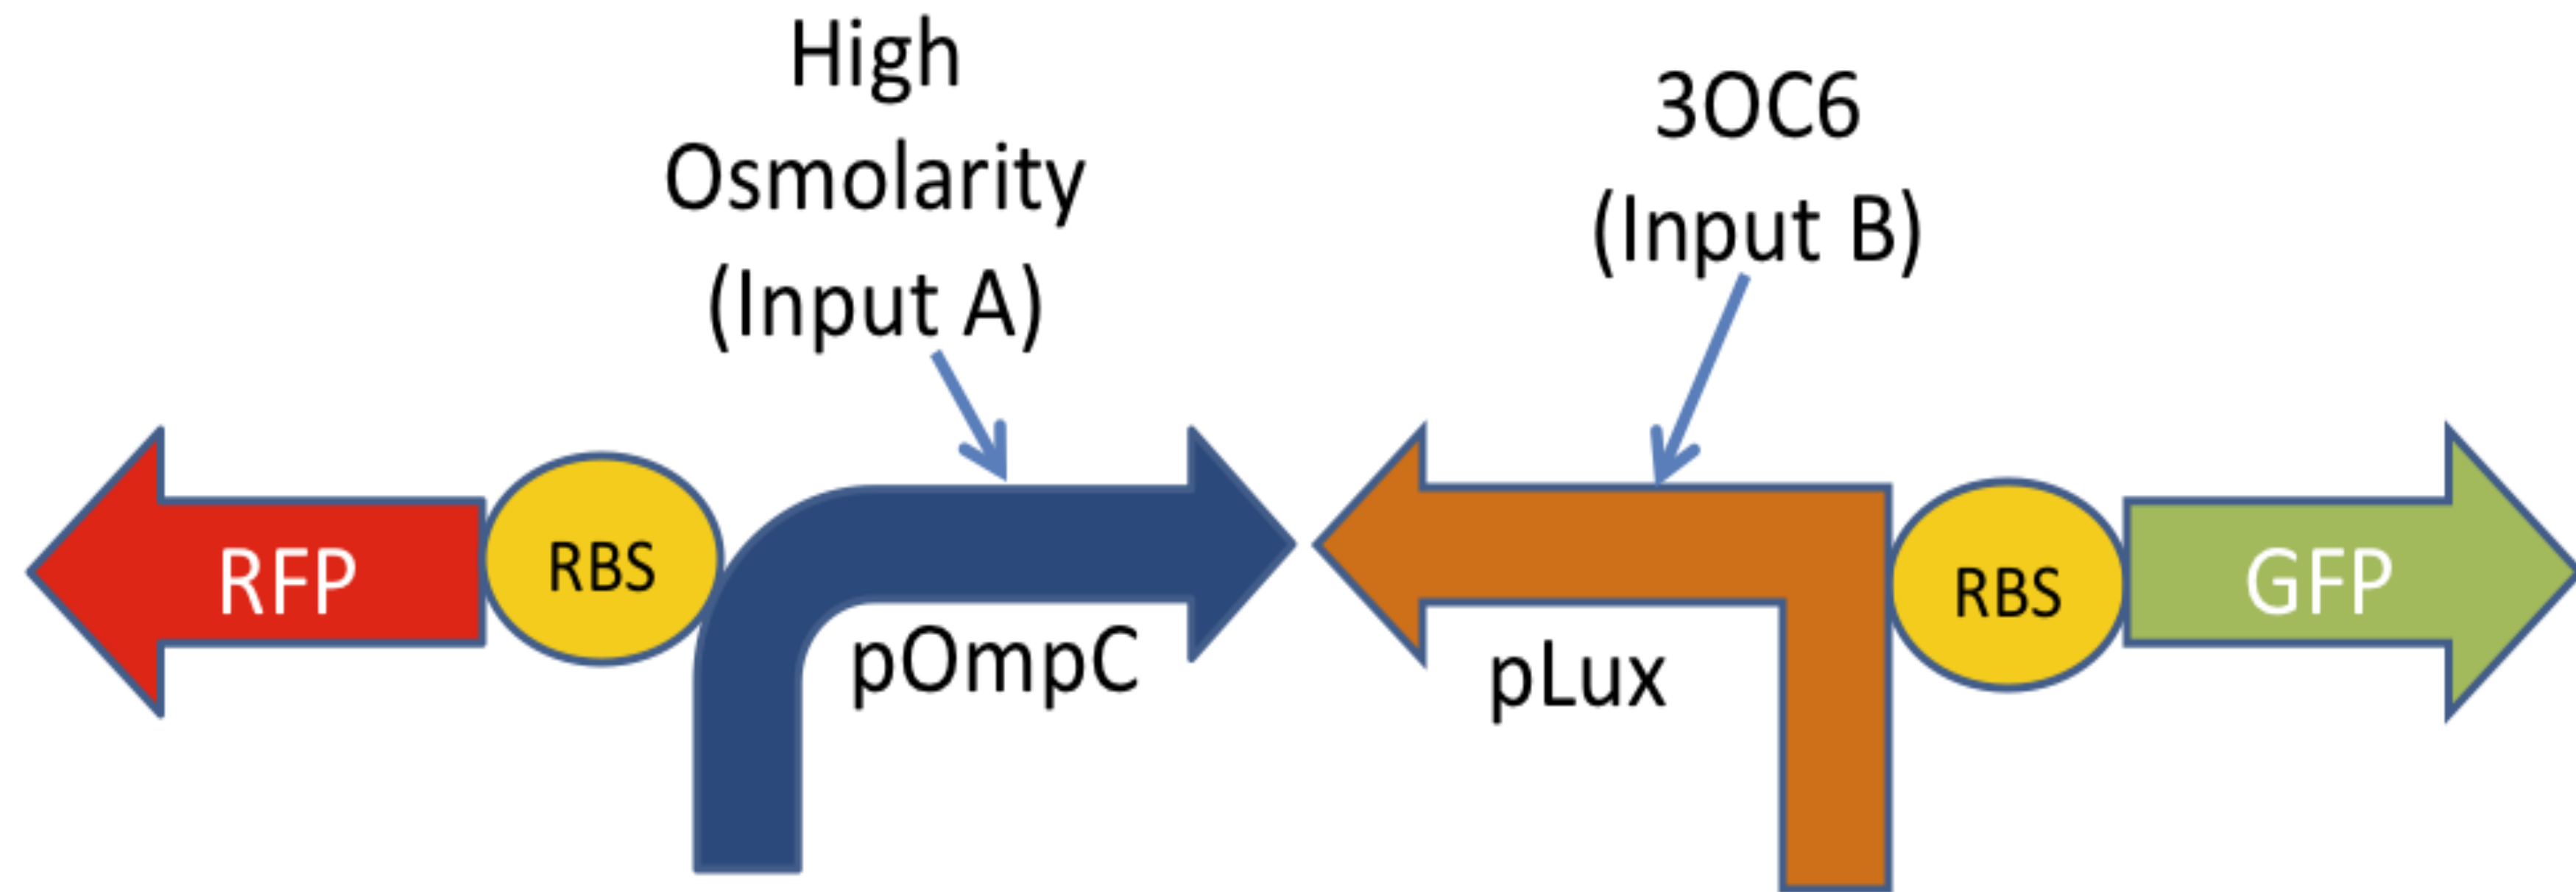 High
Osmolarity
(Input A)
3OC6
(Input B)
RFP
RBS
pOmpC
pLux
RBS
GFP